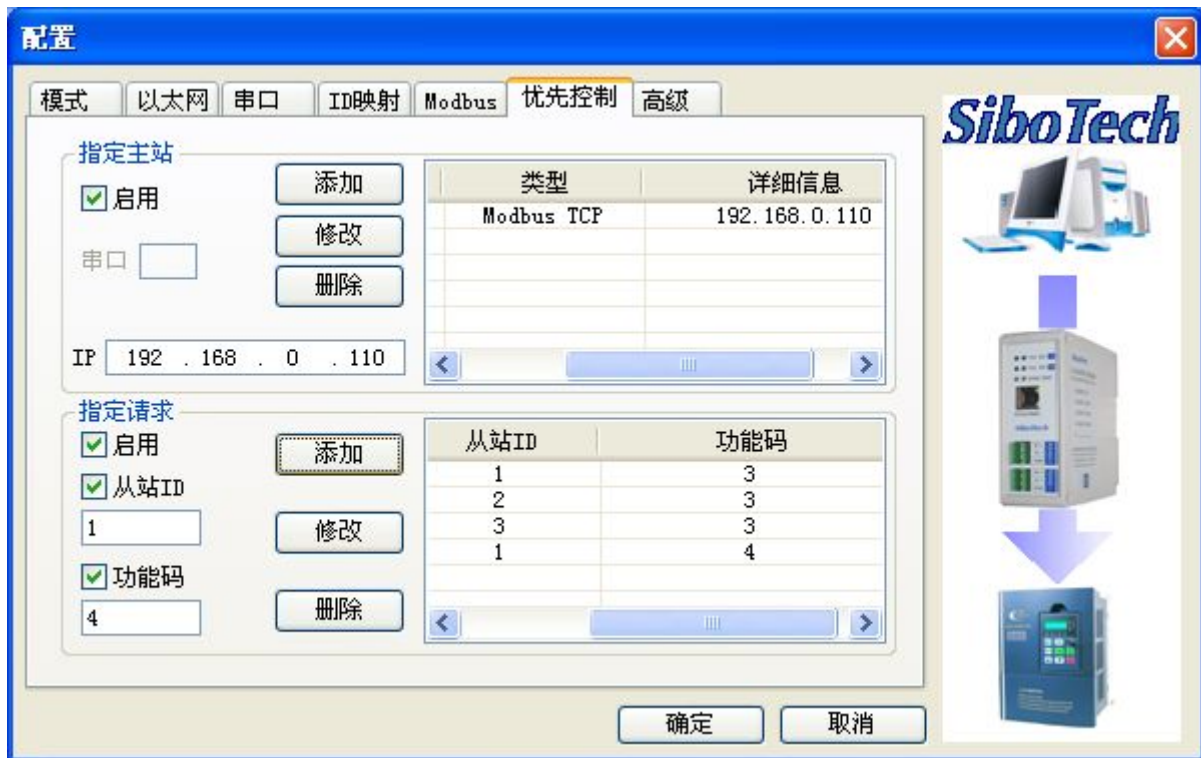 配置
模式 以太网 串口 ID映射 Modbus 优先控制 高级
SiboTech
指定主站
启用
串口
添加
修改
删除
IP 192 . 168 . 0 . 110
类型 详细信息
Modbus TCP 192.168.0.110
指定请求
启用
从站ID
1
功能码
4
添加
修改
删除
从站ID 功能码
1 3
2 3
3 3
1 4
确定 取消